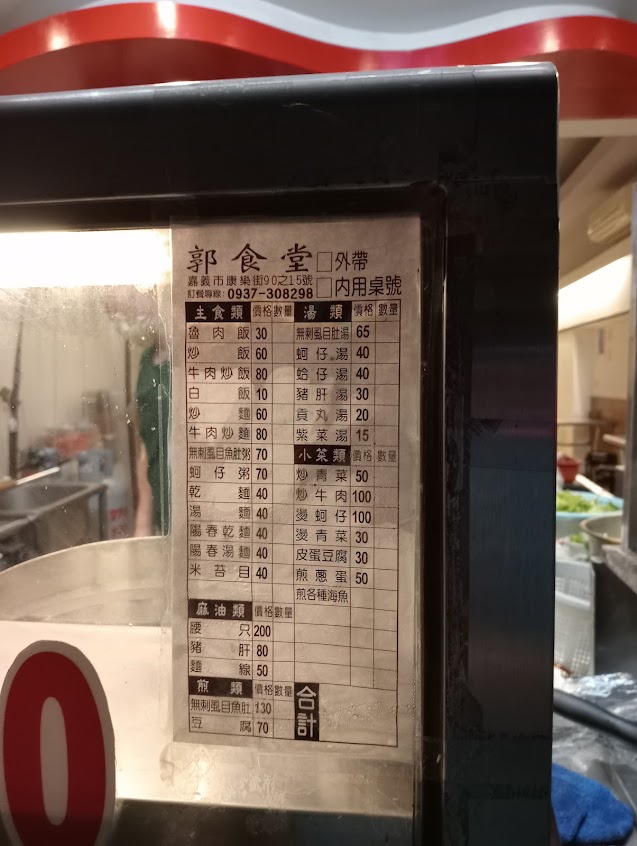 郭食堂 □外帶
嘉義市康樂街90之15號
訂餐聯線:0937-308298 □內用桌號
主食類 價格 數量
魯肉飯 30
炒飯 60
牛肉炒飯 80
白飯 10
炒麵 60
牛肉炒麵 80
無刺虱目魚肚粥 70
蚵仔粥 70
乾麵 40
湯麵 40
陽春乾麵 40
陽春湯麵 40
米苔目 40
麻油類 價格 數量
腰只 200
豬肝 80
麵線 50
煎類 價格 數量
無刺虱目魚肚 130
豆腐 70
湯類 價格 數量
無刺虱目肚湯 65
蚵仔湯 40
蛤仔湯 40
豬肝湯 30
貢丸湯 20
紫菜湯 15
小菜類 價格 數量
炒青菜 50
炒牛肉 100
燙蚵仔 100
燙青菜 30
皮蛋豆腐 30
煎蔥蛋 50
煎各種海魚
合計
0